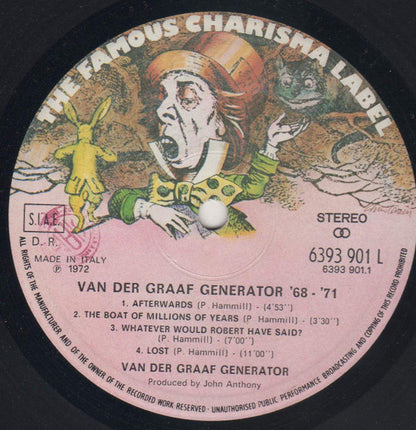 THE FAMOUS CHARISMA LABEL
S.I.A.E.
D. R.
MADE IN ITALY
℗ 1972
STEREO
6393 901 L
6393 901.1
VAN DER GRAAF GENERATOR '68 - '71
1. AFTERWARDS (P. Hammill) - (4'53")
2. THE BOAT OF MILLIONS OF YEARS (P. Hammill) - (3'30")
3. WHATEVER WOULD ROBERT HAVE SAID?
(P. Hammill) - (7'00")
4. LOST (P. Hammill) - (11'00")
VAN DER GRAAF GENERATOR
Produced by John Anthony
ALL RIGHTS OF THE MANUFACTURER, AND OF THE OWNER OF THE RECORDED WORK RESERVED - UNAUTHORISED PUBLIC PERFORMANCE BROADCASTING AND COPYING OF THIS RECORD PROHIBITED